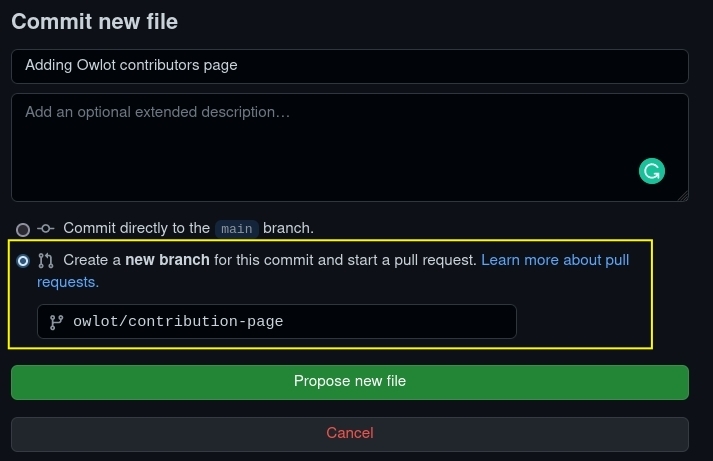 Commit new file
Adding Owlot contributors page
Add an optional extended description…
Commit directly to the main branch.
Create a new branch for this commit and start a pull request. Learn more about pull
requests.
owlot/contribution-page
Propose new file
Cancel